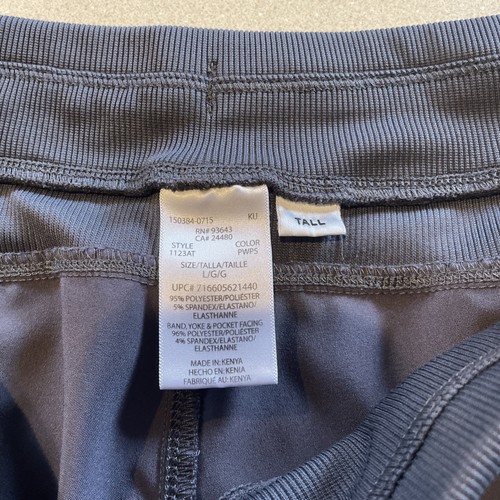 150384-0715 KU
RN# 93643
CA# 24480
STYLE COLOR
1123AT PWPS
SIZE/TALLA/TAILLE
L/G/G
UPC# 716605621440
95% POLYESTER/POLIÉSTER
5% SPANDEX/ELASTANO/
ELASTHANNE
BAND, YOKE & POCKET FACING
96% POLYESTER/POLIÉSTER
4% SPANDEX/ELASTANO/
ELASTHANNE
MADE IN KENYA
HECHO EN KENIA
FABRIQUÉ AU KENYA
TALL